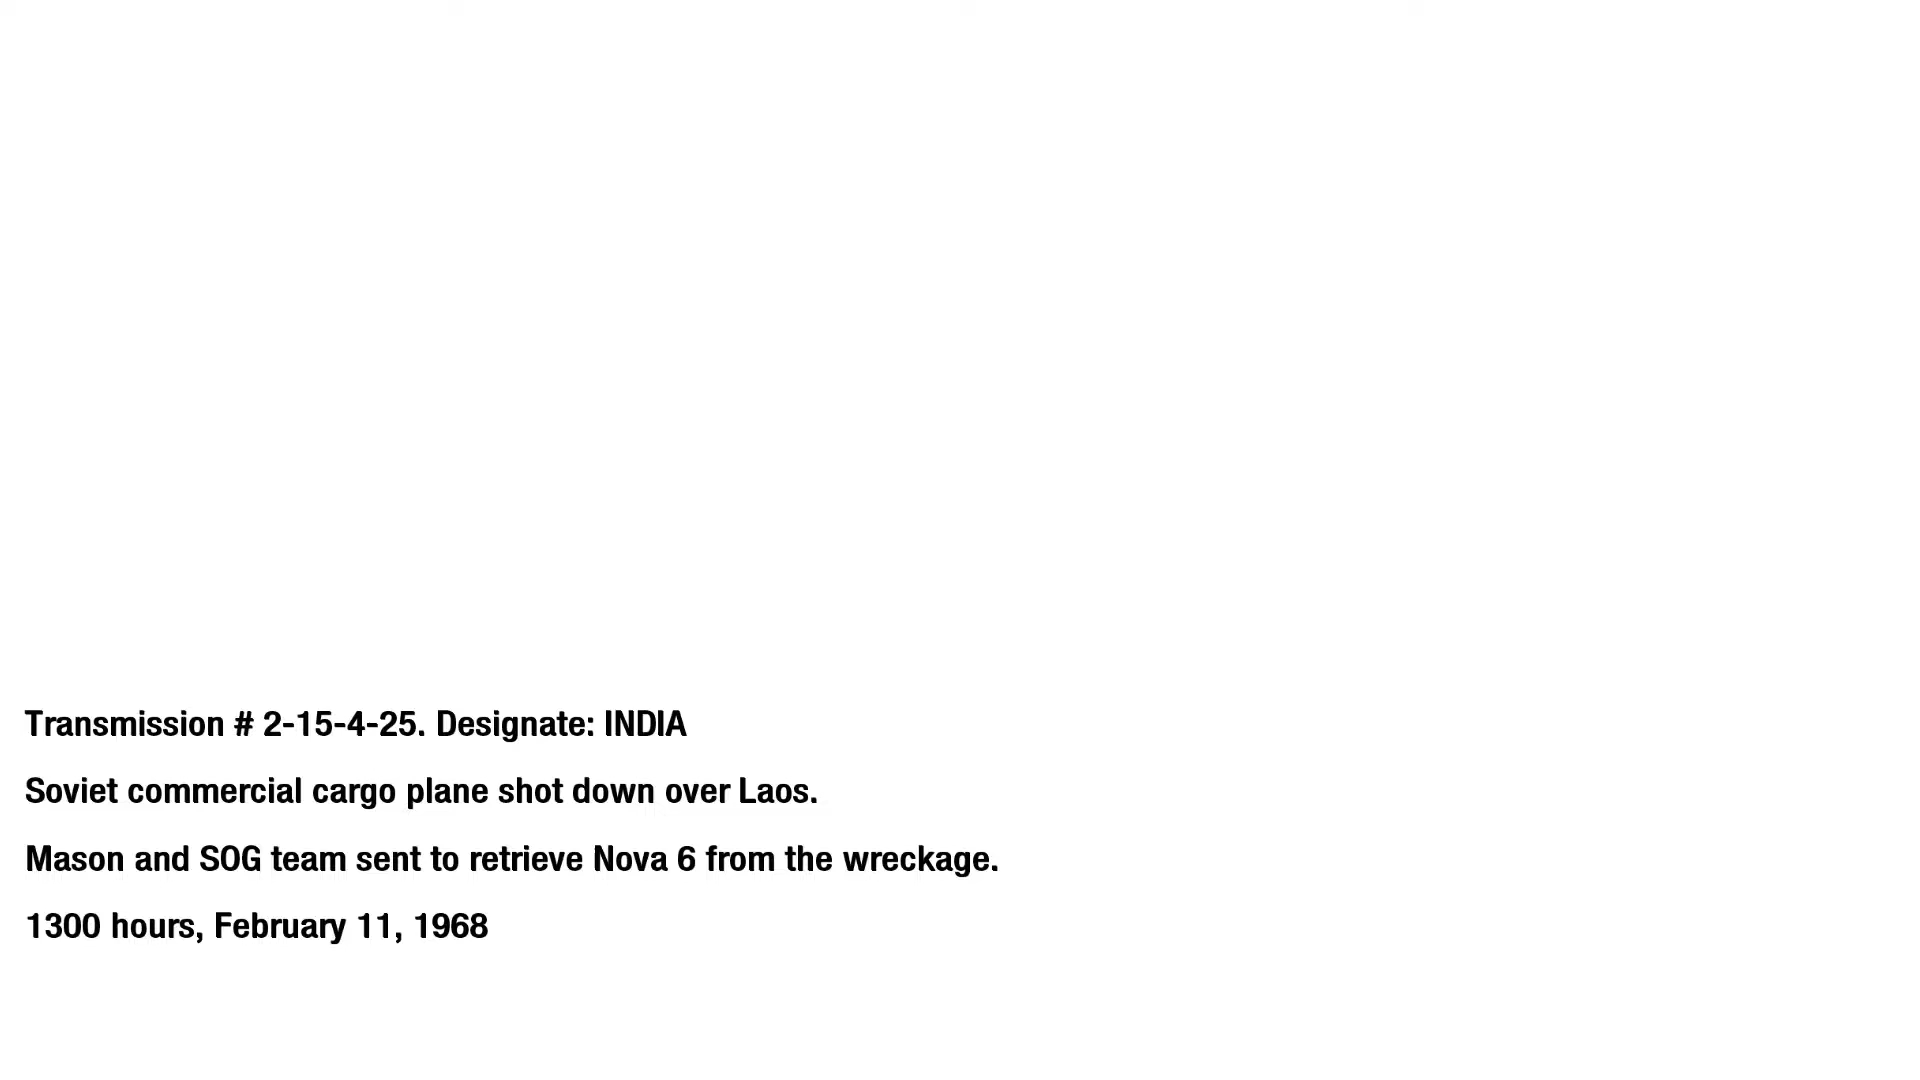 Transmission # 2-15-4-25. Designate: INDIA
Soviet commercial cargo plane shot down over Laos.
Mason and SOG team sent to retrieve Nova 6 from the wreckage.
1300 hours, February 11, 1968